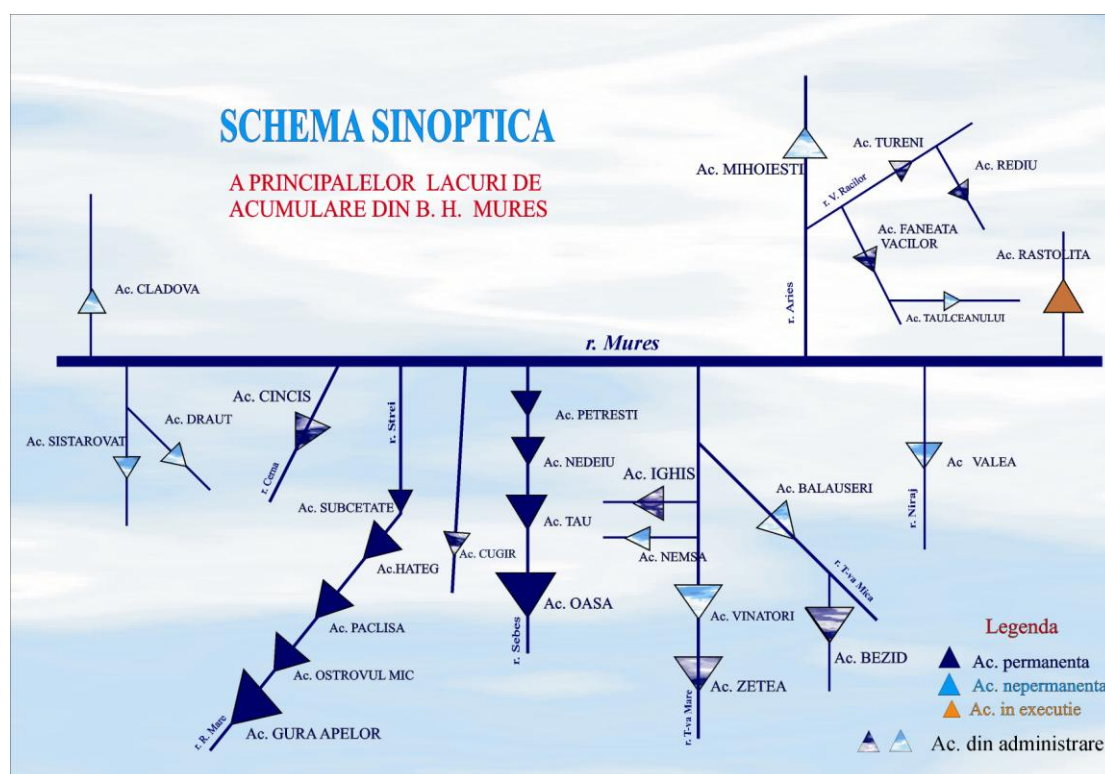 SCHEMA SINOPTICA
A PRINCIPALELOR LACURI DE
ACUMULARE DIN B. H. MURES
Ac. MIHOIESTI
Ac. TURENI
Ac. REDIU
r. V. Racilor
Ac. FANEATA
VACILOR
Ac. RASTOLITA
Ac. CLADOVA
r. Aries
Ac. TAULCEANULUI
r. Mures
Ac. CINCIS
Ac. DRAUT
Ac. SISTAROVAT
r. Cerna
r. Strei
Ac. PETRESTI
Ac. NEDEIU
Ac. IGHIS
Ac. BALAUSERI
Ac VALEA
r. Niraj
Ac. SUBCETATE
Ac. TAU
Ac. HATEG
Ac. CUGIR
Ac. NEMSA
r. T-va Mica
Ac. OASA
Ac. VINATORI
Ac. PACLISA
r. Sebes
Ac. BEZID
Ac. OSTROVUL MIC
Ac. ZETEA
r. T-va Mare
r. R. Mare
Ac. GURA APELOR
Legenda
Ac. permanenta
Ac. nepermanenta
Ac. in executie
Ac. din administrare